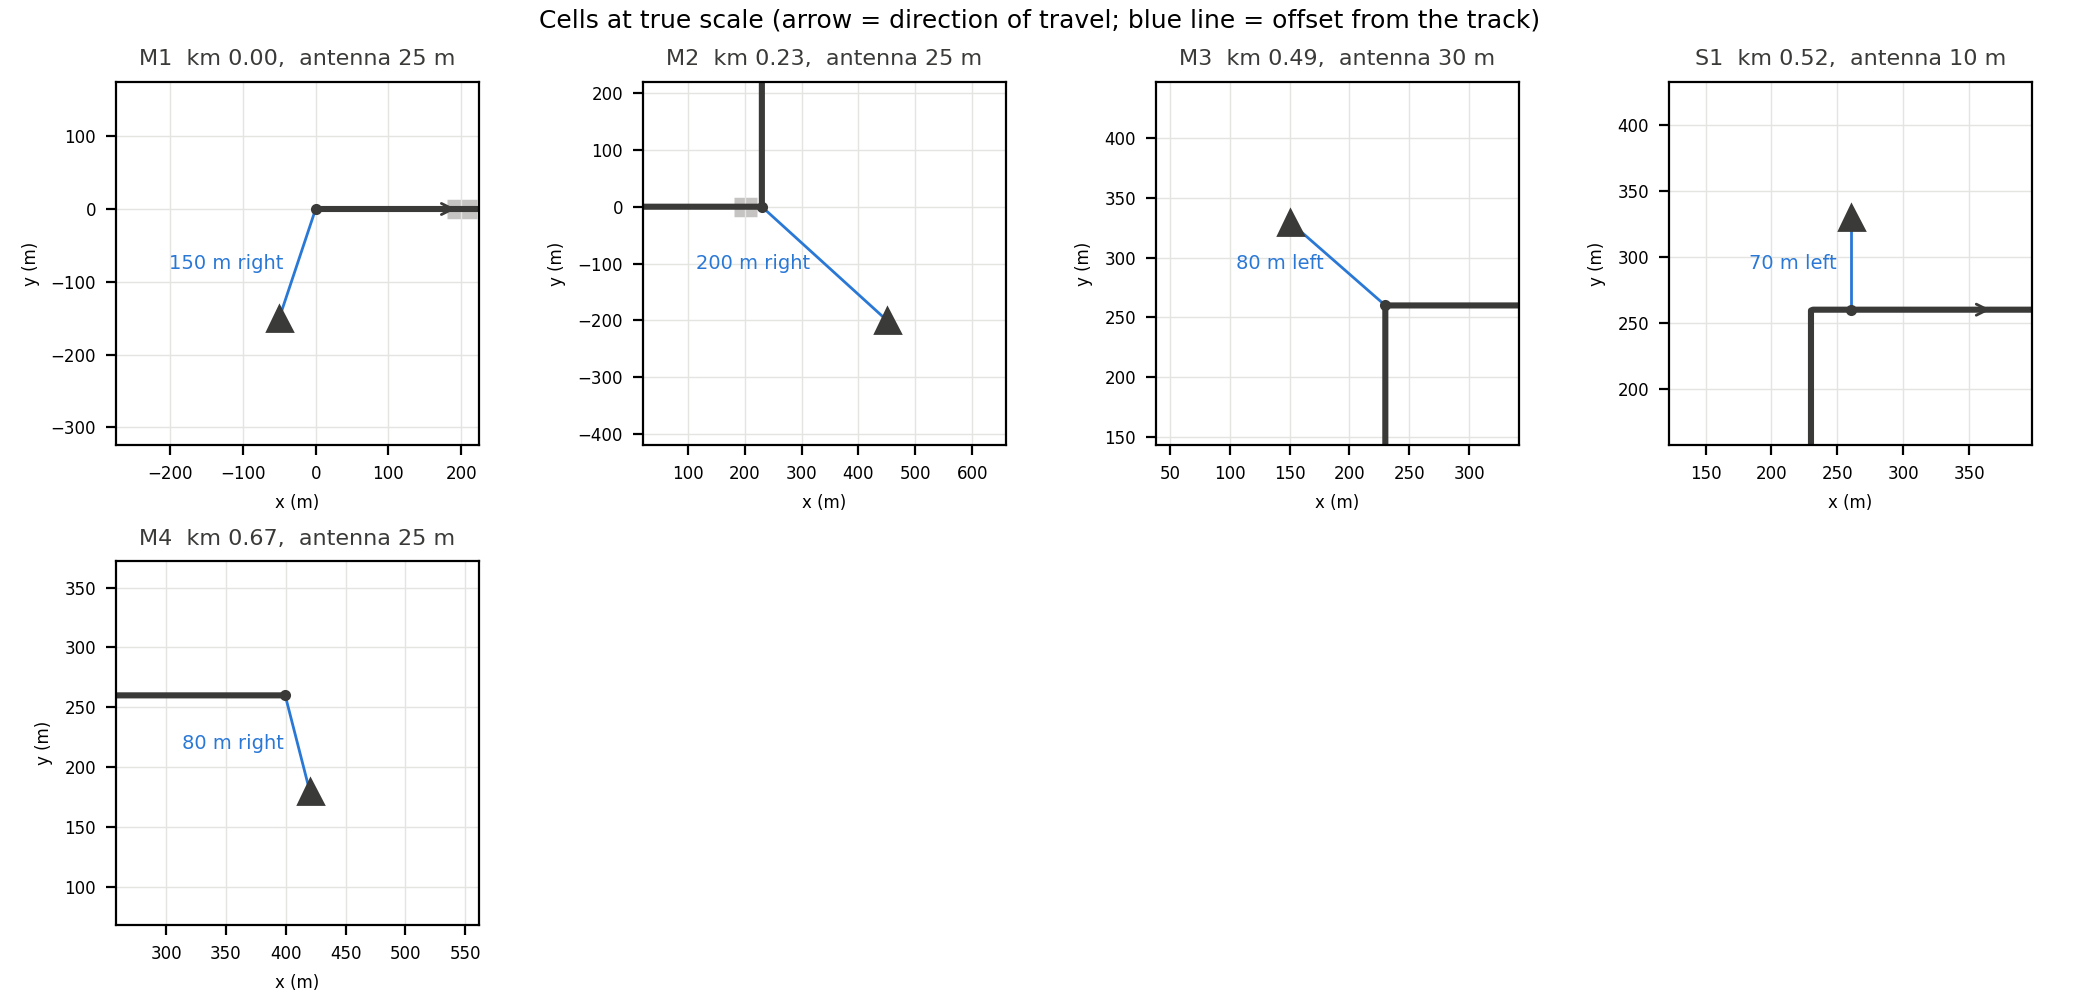 Cells at true scale (arrow = direction of travel; blue line = offset from the track)
M1  km 0.00,  antenna 25 m
100
0
−100
−200
−300
y (m)
150 m right
−200
−100
0
100
200
x (m)
M2  km 0.23,  antenna 25 m
200
100
0
−100
−200
−300
−400
y (m)
200 m right
100
200
300
400
500
600
x (m)
M3  km 0.49,  antenna 30 m
400
350
300
250
200
150
y (m)
80 m left
50
100
150
200
250
300
x (m)
S1  km 0.52,  antenna 10 m
400
350
300
250
200
y (m)
70 m left
150
200
250
300
350
x (m)
M4  km 0.67,  antenna 25 m
350
300
250
200
150
100
y (m)
80 m right
300
350
400
450
500
550
x (m)